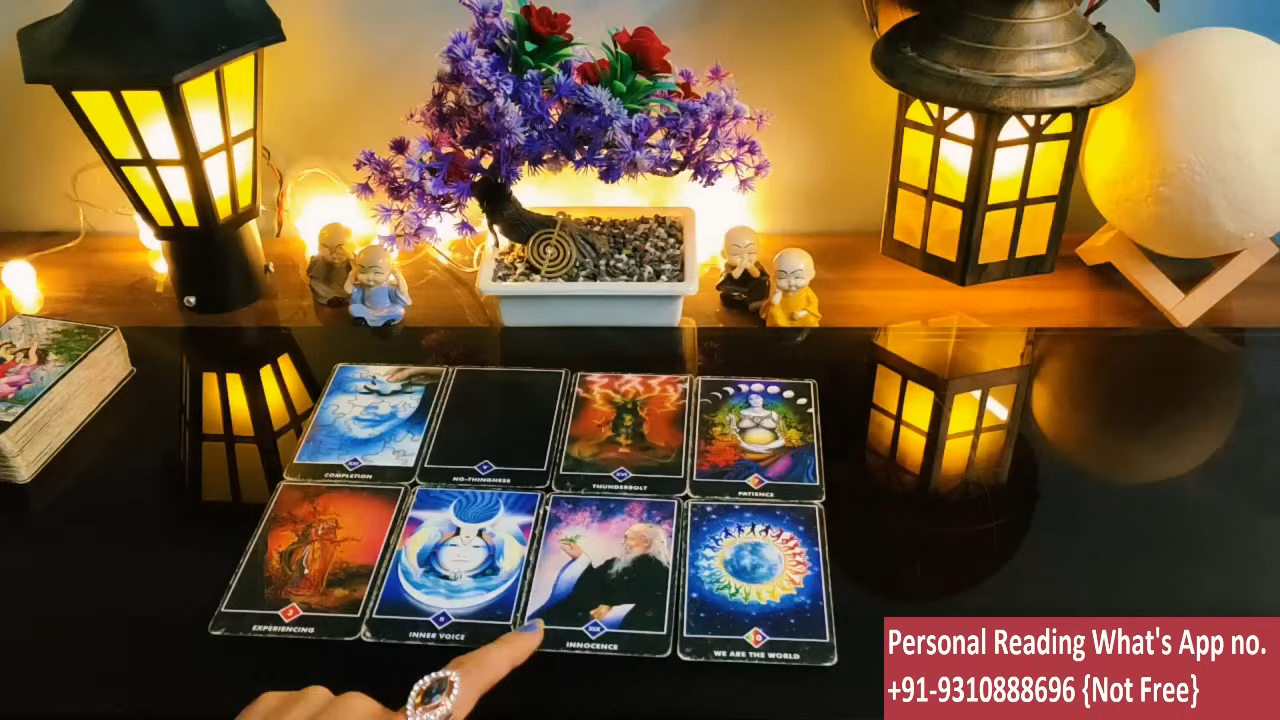 COMPLETION
NO-THINGNESS
THUNDERBOLT
PATIENCE
EXPERIENCING
INNER VOICE
INNOCENCE
WE ARE THE WORLD
Personal Reading What's App no.
+91-9310888696 {Not Free}